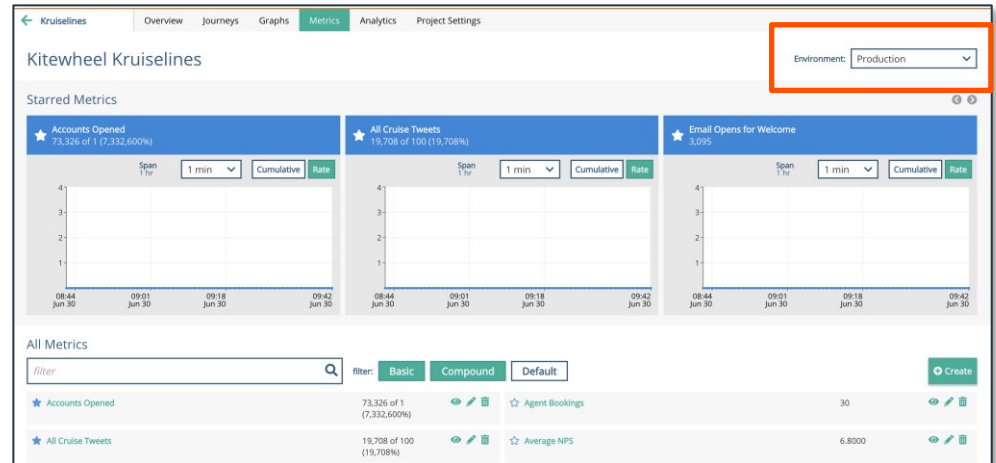 Kruiselines Overview Journeys Graphs Metrics Analytics Project Settings
Kitewheel Kruiselines
Environment: Production
Starred Metrics
Accounts Opened
73,326 of 1 (7,332,600%)
Span
1 hr
1 min
Cumulative Rate
4
3
2
1
08:44
Jun 30
09:01
Jun 30
09:18
Jun 30
09:42
Jun 30
All Cruise Tweets
19,708 of 100 (19,708%)
Span
1 hr
1 min
Cumulative Rate
4
3
2
1
08:44
Jun 30
09:01
Jun 30
09:18
Jun 30
09:42
Jun 30
Email Opens for Welcome
3,095
Span
1 hr
1 min
Cumulative Rate
4
3
2
1
08:44
Jun 30
09:01
Jun 30
09:18
Jun 30
09:42
Jun 30
All Metrics
filter
filter: Basic Compound Default
Create
Accounts Opened
73,326 of 1
(7,332,600%)
Agent Bookings
30
All Cruise Tweets
19,708 of 100
(19,708%)
Average NPS
6.8000